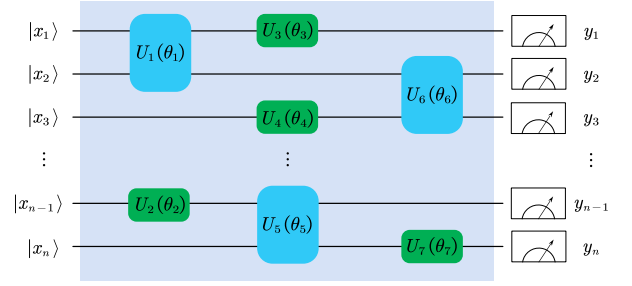 |x₁⟩ U₃(θ₃) y₁
U₁(θ₁)
|x₂⟩ y₂
U₆(θ₆)
|x₃⟩ U₄(θ₄) y₃
⋮ ⋮ ⋮
|xₙ₋₁⟩ U₂(θ₂) yₙ₋₁
U₅(θ₅)
|xₙ⟩ U₇(θ₇) yₙ